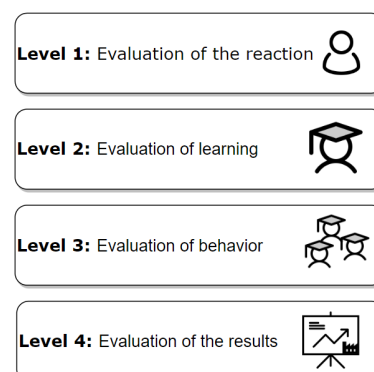 Level 1: Evaluation of the reaction
Level 2: Evaluation of learning
Level 3: Evaluation of behavior
Level 4: Evaluation of the results